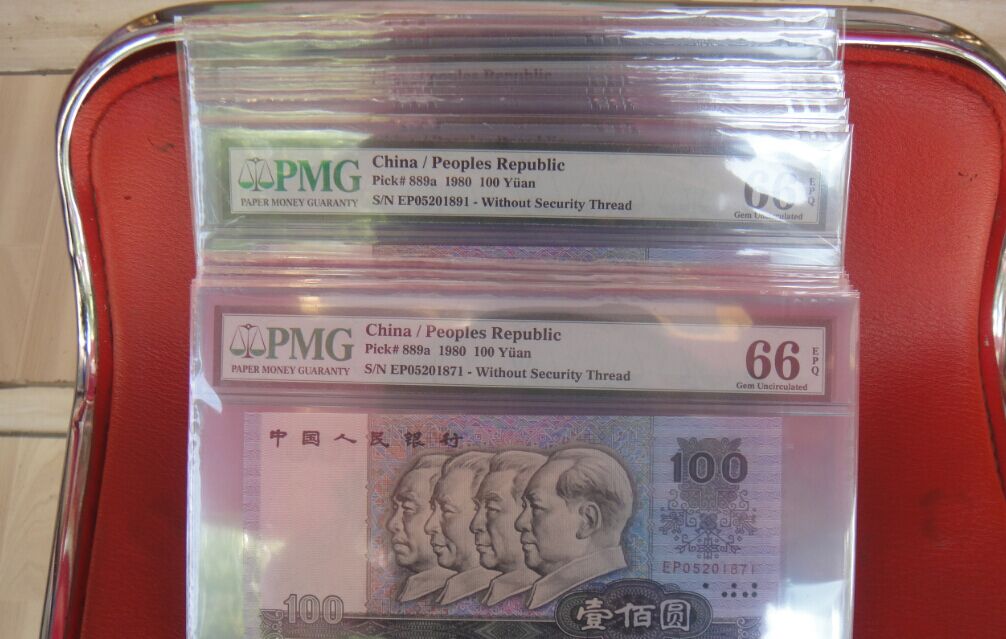 Peoples Republic
PMG
PAPER MONEY GUARANTY
China / Peoples Republic
Pick# 889a 1980 100 Yüan
S/N EP05201891 - Without Security Thread
66
EPQ
Gem Uncirculated
PMG
PAPER MONEY GUARANTY
China / Peoples Republic
Pick# 889a 1980 100 Yüan
S/N EP05201871 - Without Security Thread
66
EPQ
Gem Uncirculated
中国人民银行
100
EP05201871
100
壹佰圆